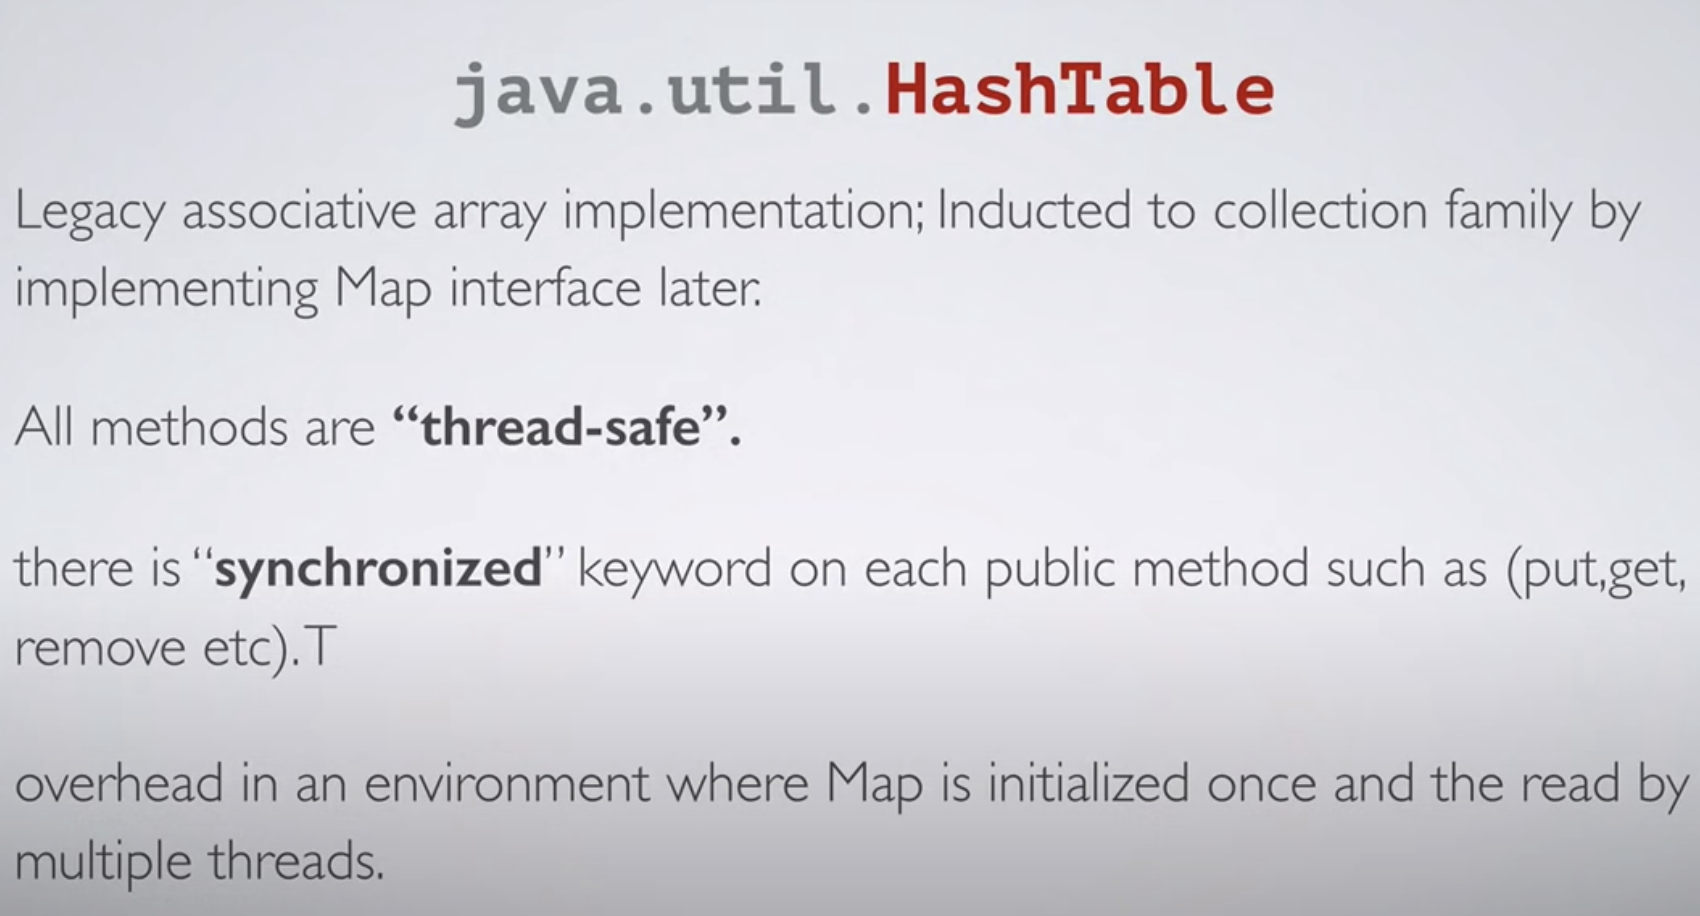 java.util.HashTable
Legacy associative array implementation; Inducted to collection family by
implementing Map interface later.
All methods are “thread-safe”.
there is “synchronized” keyword on each public method such as (put,get,
remove etc).T
overhead in an environment where Map is initialized once and the read by
multiple threads.